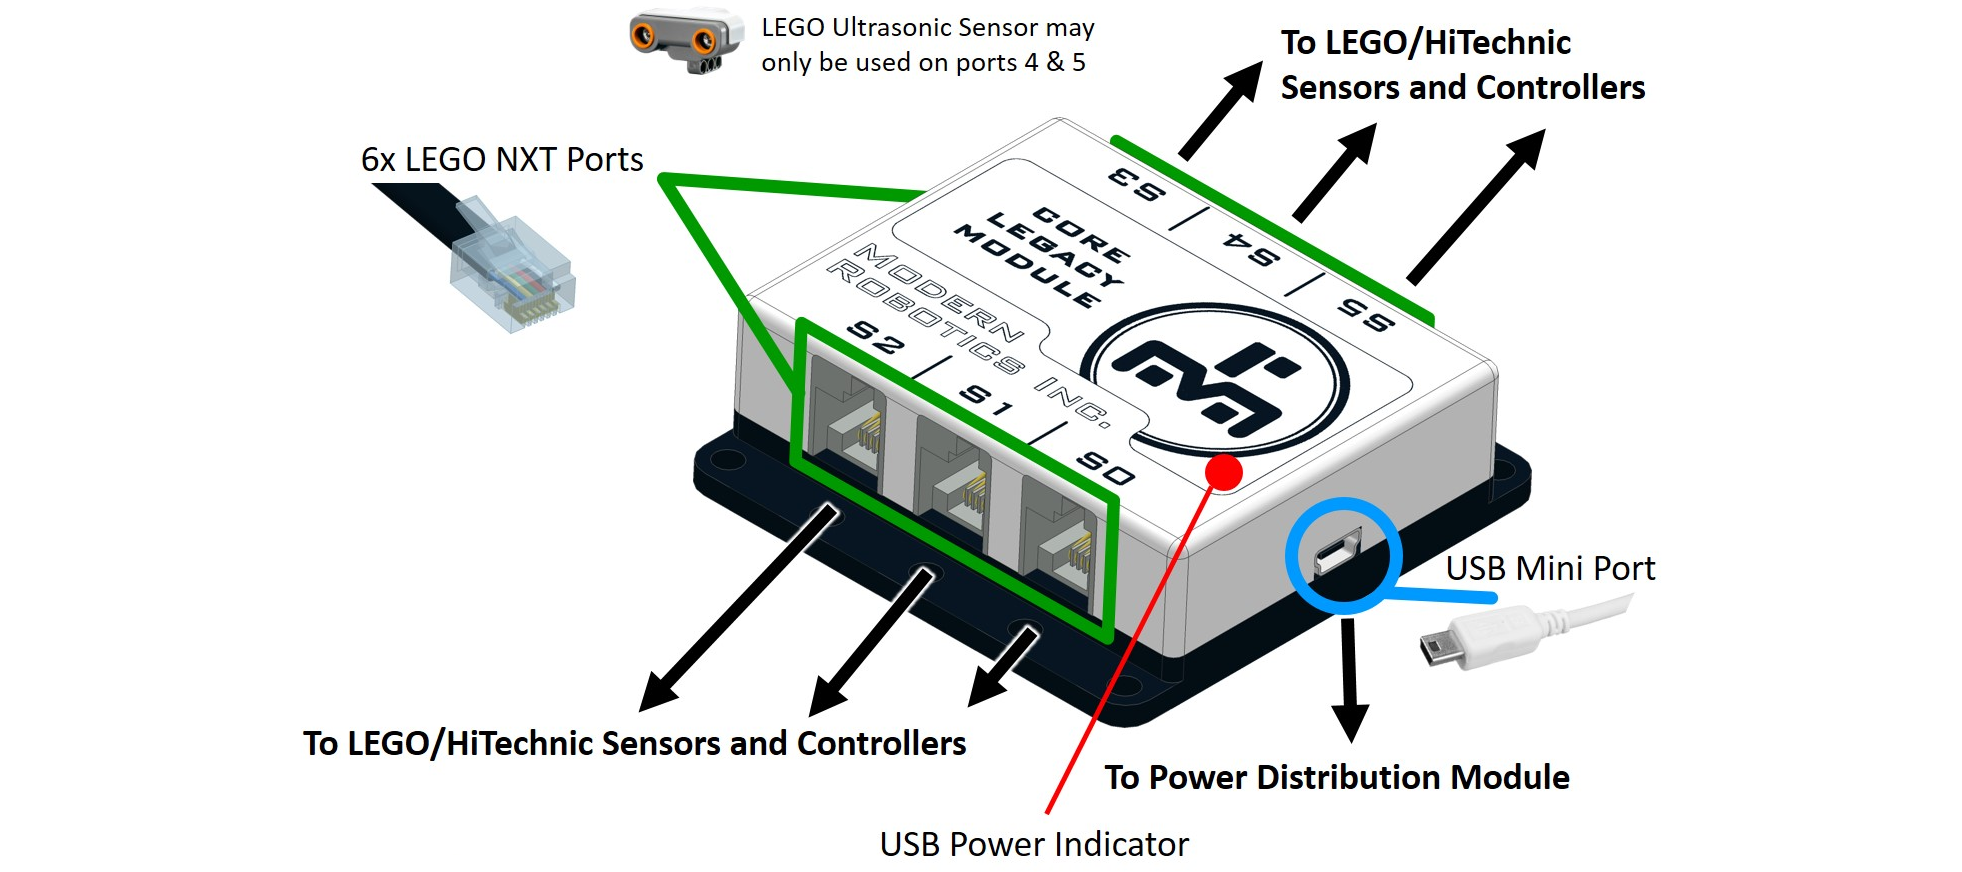 LEGO Ultrasonic Sensor may
only be used on ports 4 & 5
To LEGO/HiTechnic
Sensors and Controllers
6x LEGO NXT Ports
S3
S4
S5
CORE
LEGACY
MODULE
MODERN
ROBOTICS INC.
S2
S1
S0
USB Mini Port
To LEGO/HiTechnic Sensors and Controllers
To Power Distribution Module
USB Power Indicator